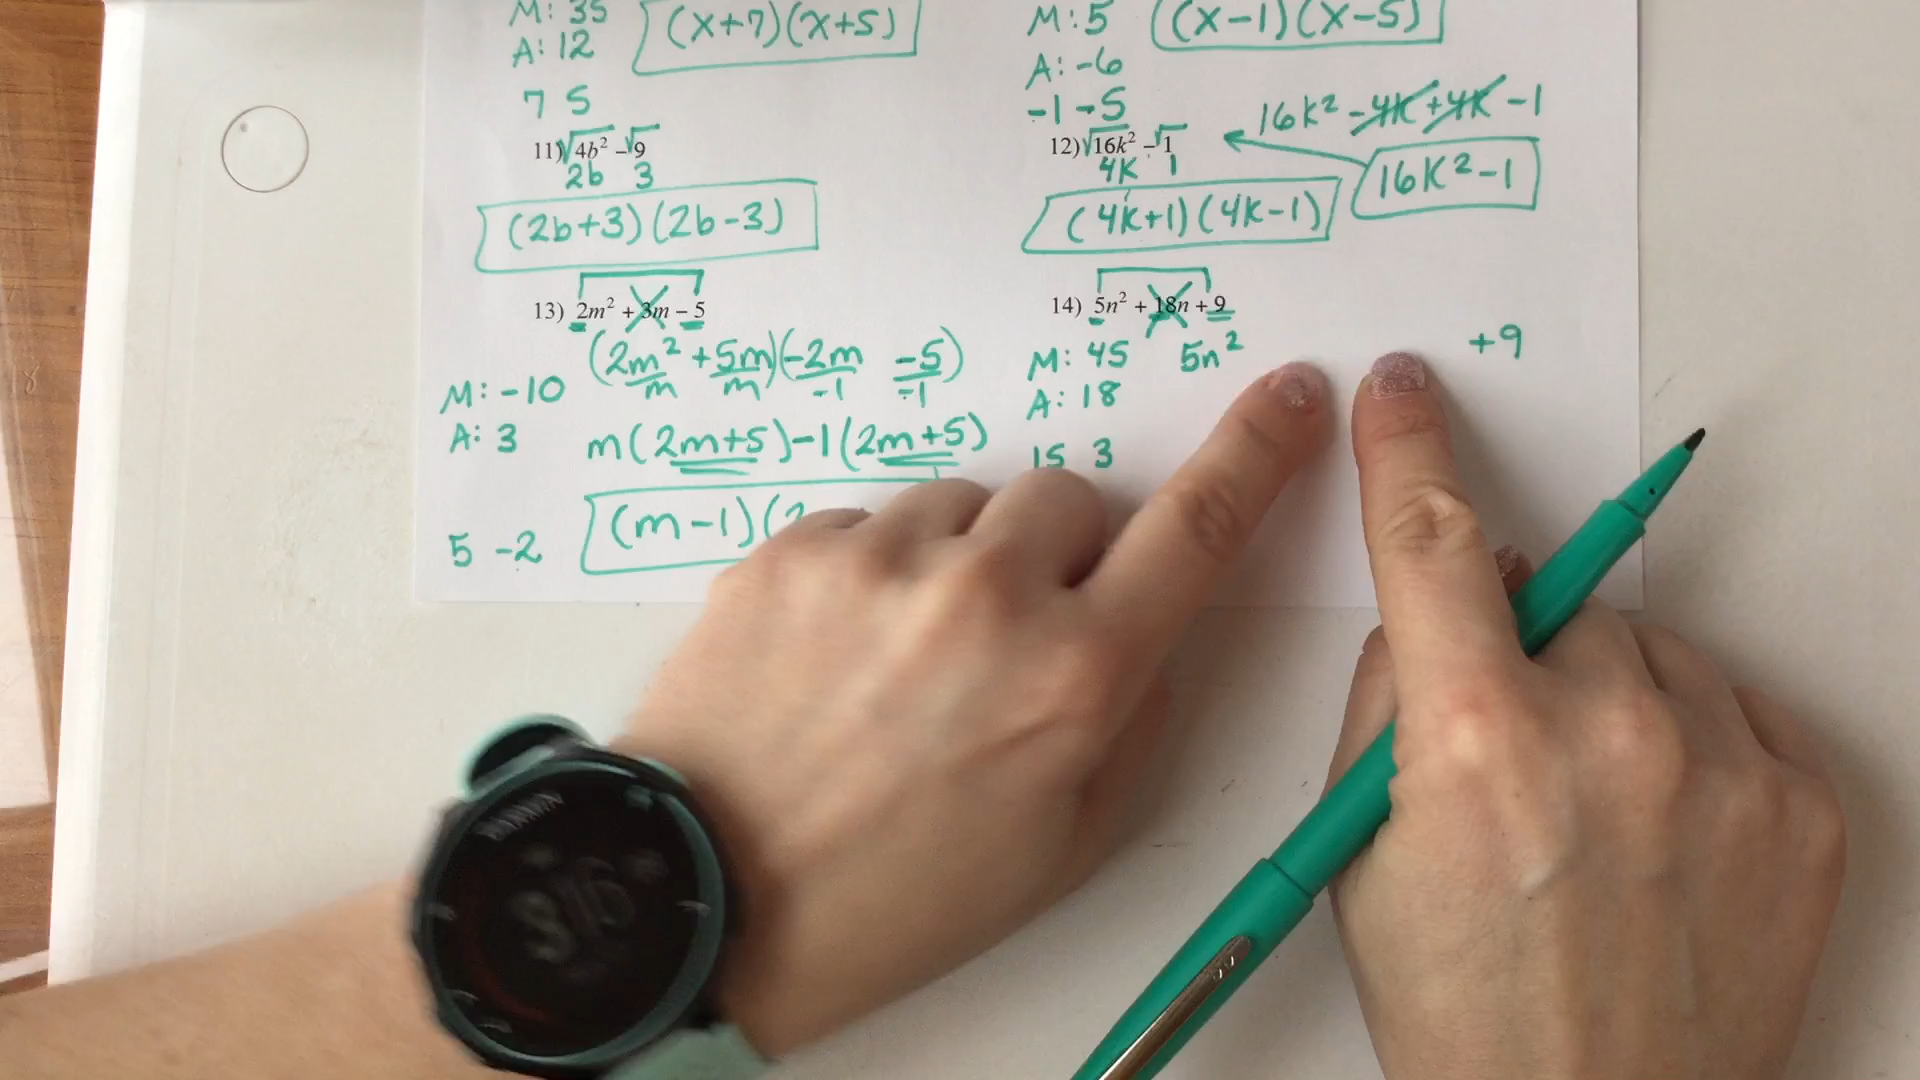 M: 35
(x+7)(x+5)
A: 12
7 5
11) √4b² - √9
2b 3
(2b+3)(2b-3)
13) 2m² + 3m - 5
(2m² +5m)(-2m -5)
m m -1 -1
M: -10
A: 3
m(2m+5)-1(2m+5)
5 -2
(m-1)(2
M: 5
(x-1)(x-5)
A: -6
-1 -5
16k² -4k +4k -1
12) √16k² - √1
4k 1
16k²-1
(4k+1)(4k-1)
14) 5n² + 18n + 9
M: 45
5n²
+9
A: 18
15 3